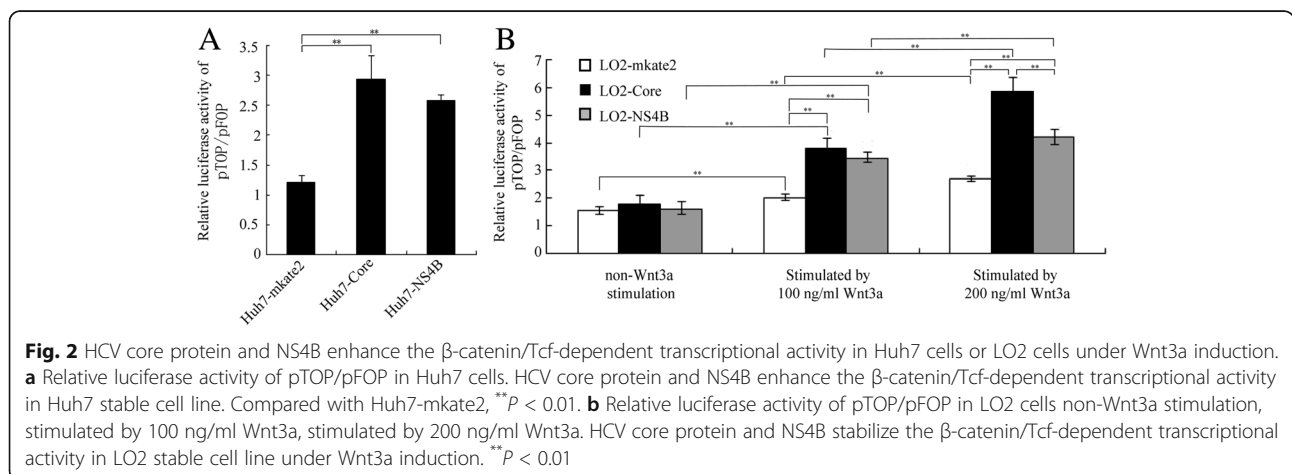 A
Relative luciferase activity of
pTOP/pFOP
3.5
3
2.5
2
1.5
1
0.5
0
**
**
Huh7-mkate2
Huh7-Core
Huh7-NS4B
B
Relative luciferase activity of
pTOP/pFOP
7
6
5
4
3
2
1
0
LO2-mkate2
LO2-Core
LO2-NS4B
**
**
**
**
**
**
**
**
**
**
**
**
non-Wnt3a
stimulation
Stimulated by
100 ng/ml Wnt3a
Stimulated by
200 ng/ml Wnt3a
Fig. 2 HCV core protein and NS4B enhance the β-catenin/Tcf-dependent transcriptional activity in Huh7 cells or LO2 cells under Wnt3a induction.
a Relative luciferase activity of pTOP/pFOP in Huh7 cells. HCV core protein and NS4B enhance the β-catenin/Tcf-dependent transcriptional activity
in Huh7 stable cell line. Compared with Huh7-mkate2, **P < 0.01. b Relative luciferase activity of pTOP/pFOP in LO2 cells non-Wnt3a stimulation,
stimulated by 100 ng/ml Wnt3a, stimulated by 200 ng/ml Wnt3a. HCV core protein and NS4B stabilize the β-catenin/Tcf-dependent transcriptional
activity in LO2 stable cell line under Wnt3a induction. **P < 0.01